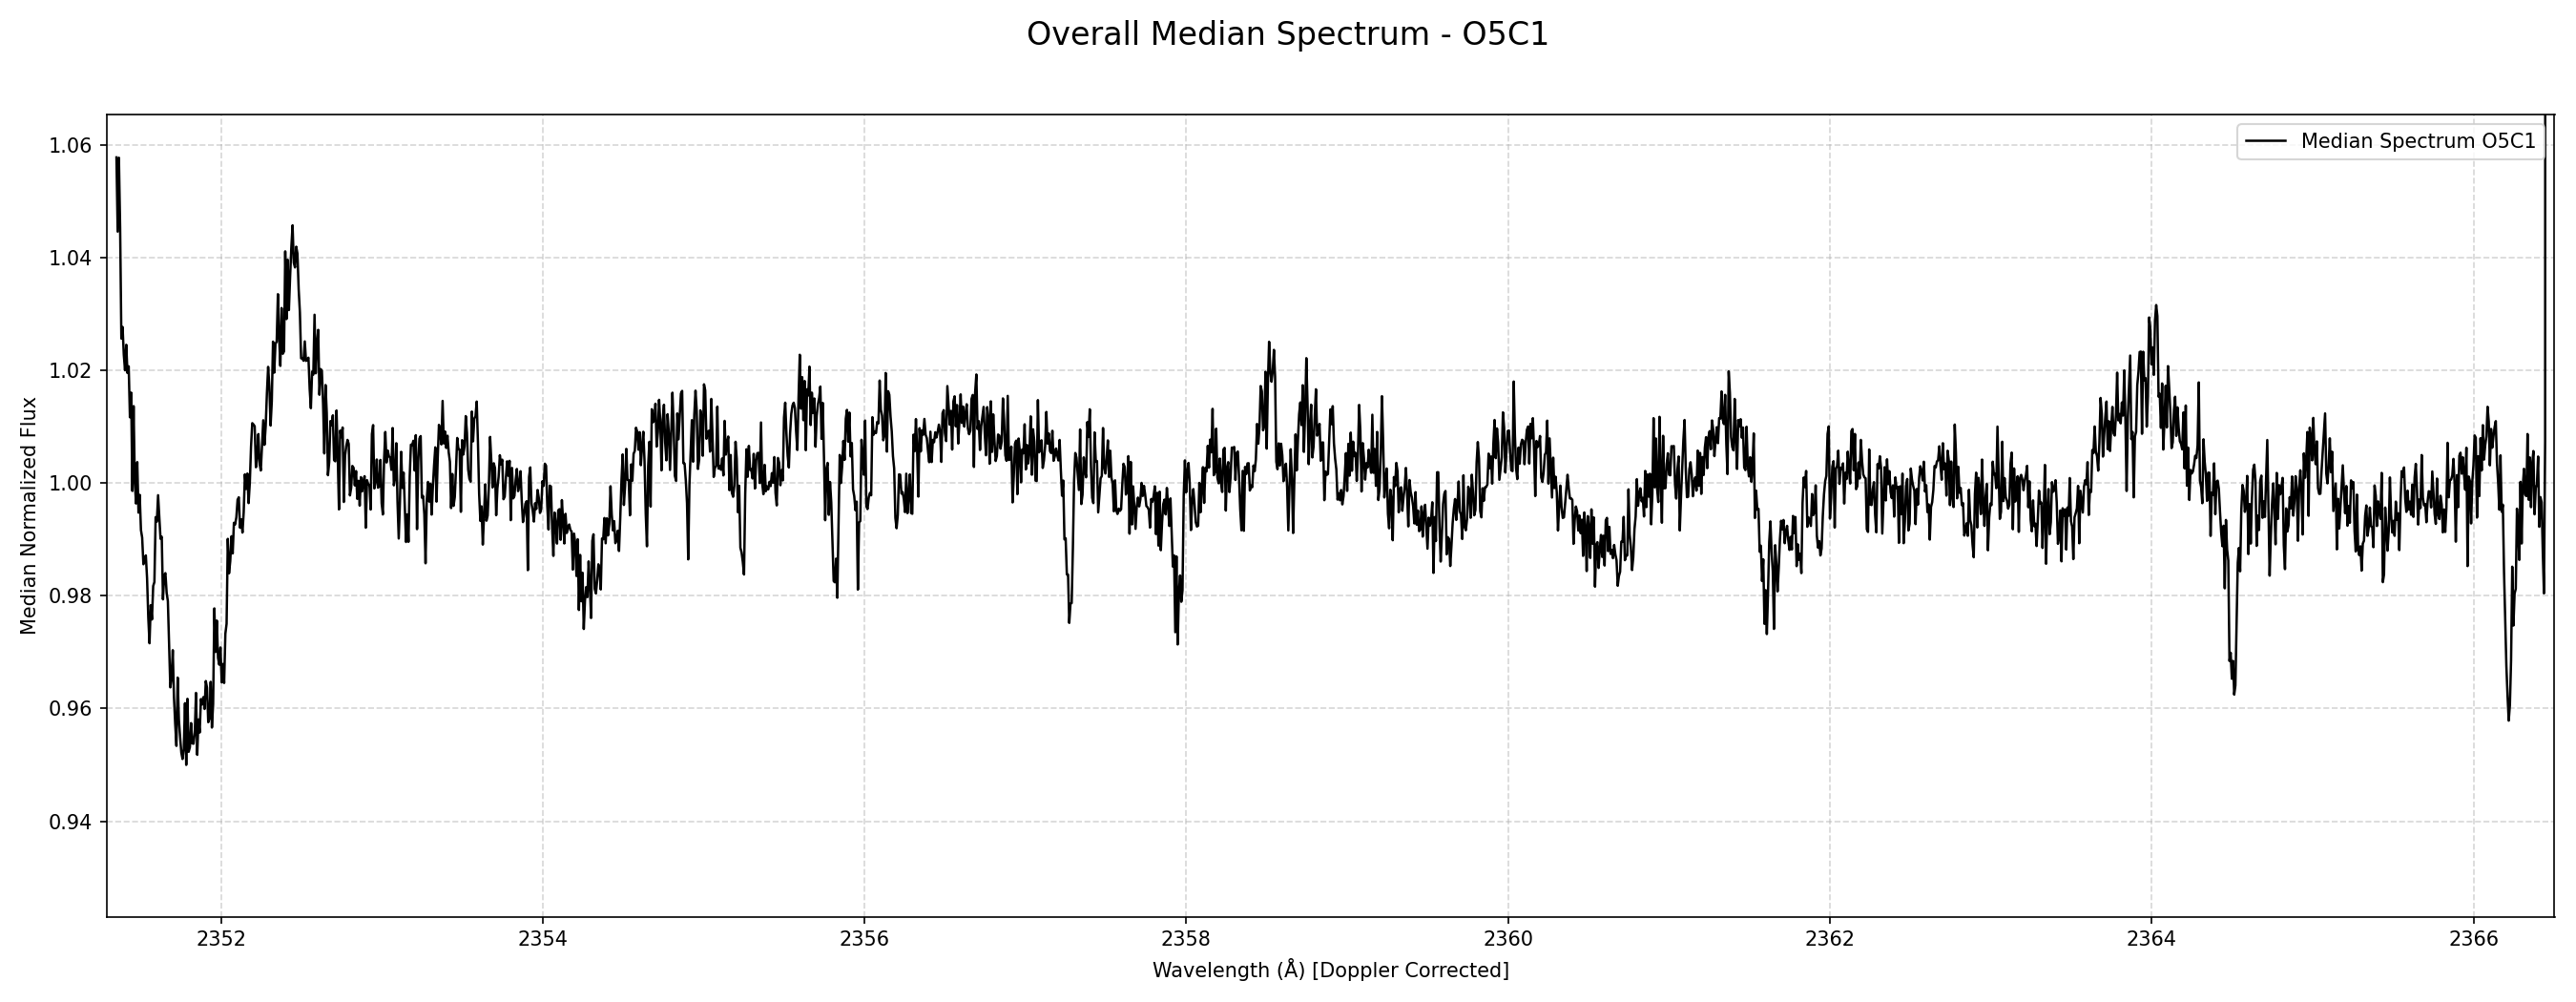 Overall Median Spectrum - O5C1
Median Spectrum O5C1
Median Normalized Flux
1.06
1.04
1.02
1.00
0.98
0.96
0.94
2352 2354 2356 2358 2360 2362 2364 2366
Wavelength (Å) [Doppler Corrected]